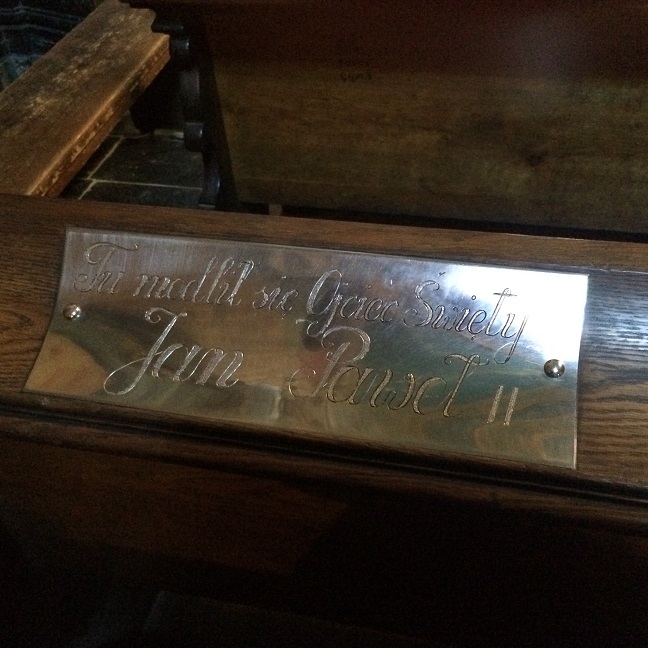 Tu modlił się Ojciec Święty
Jan Paweł II